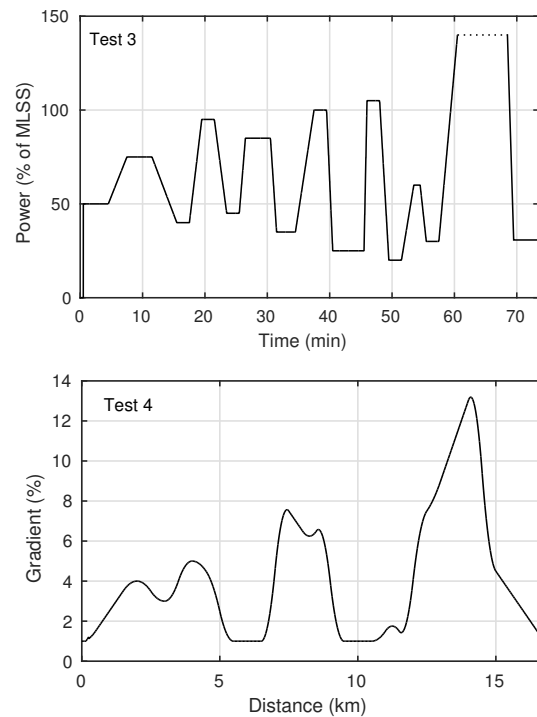 150
Test 3
100
50
0
Power (% of MLSS)
0 10 20 30 40 50 60 70
Time (min)
14
Test 4
12
10
8
6
4
2
0
Gradient (%)
0 5 10 15
Distance (km)